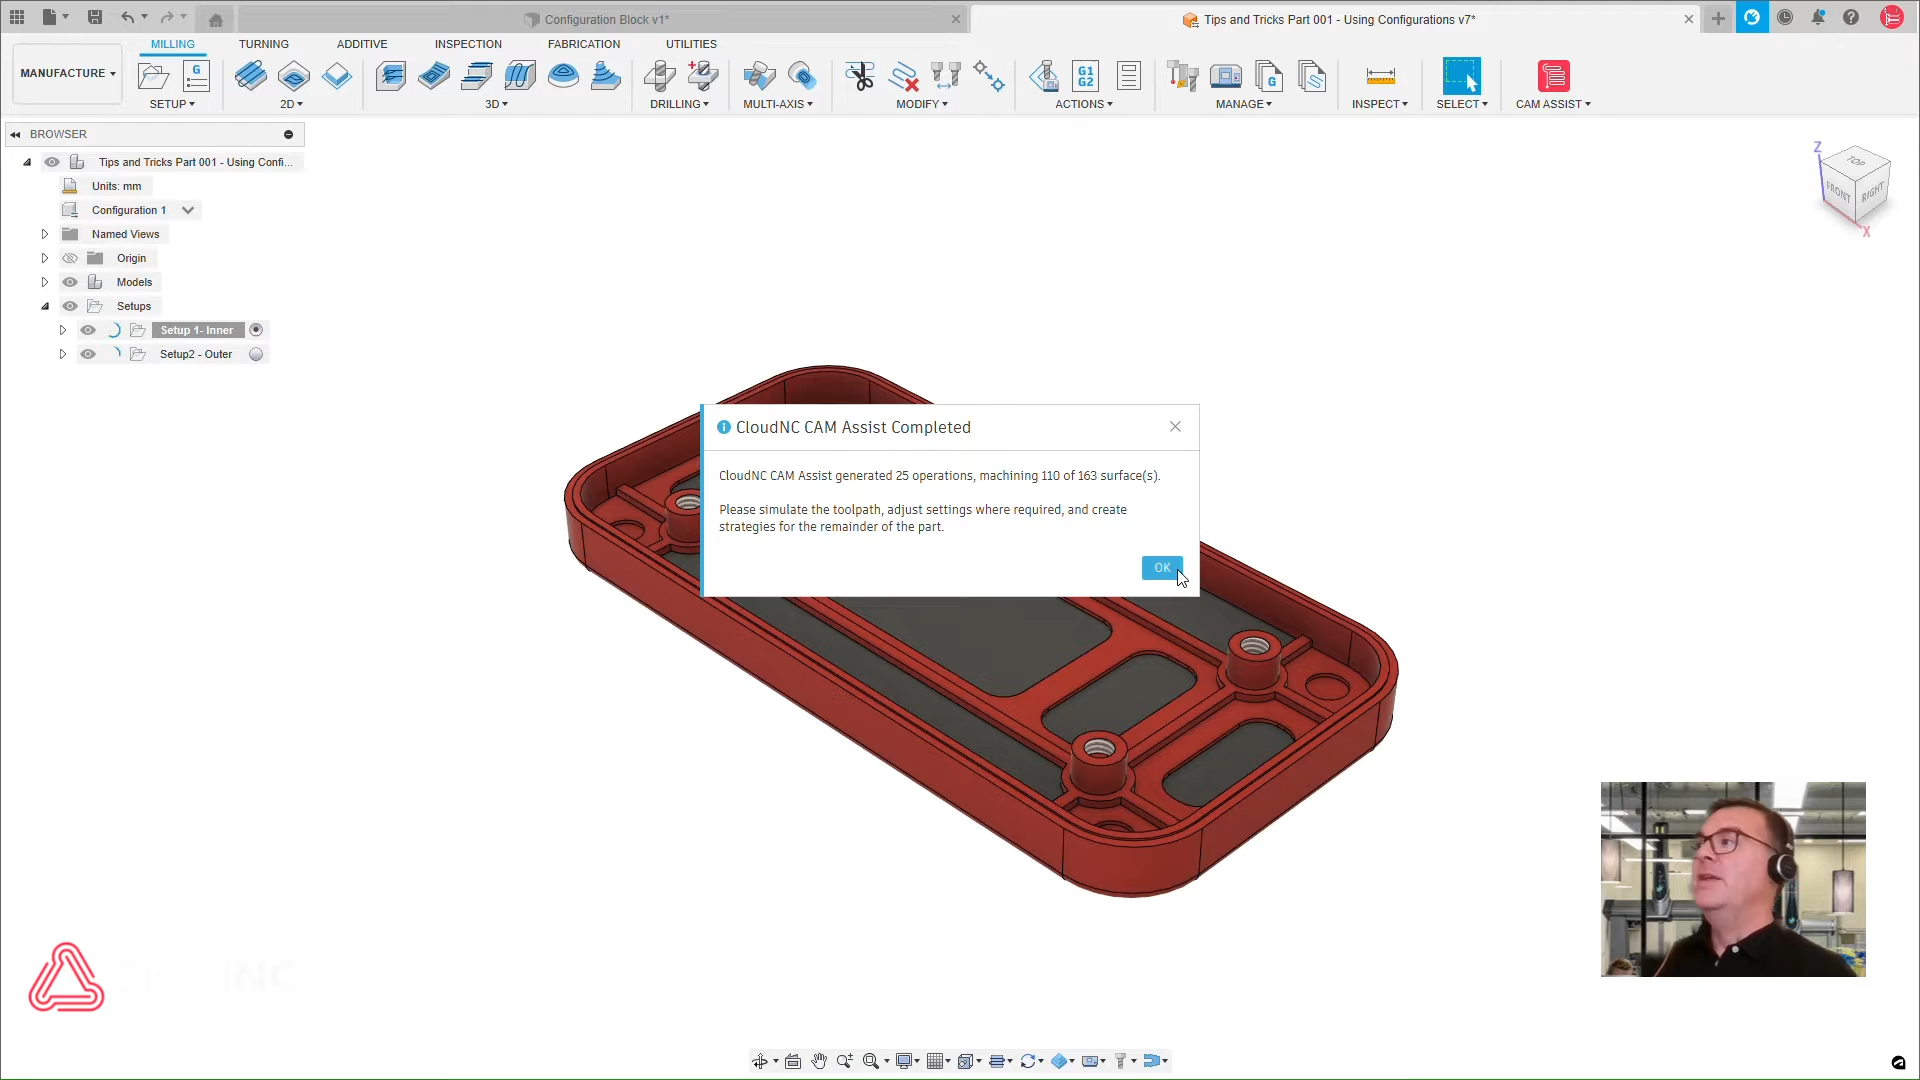 Configuration Block v1*
Tips and Tricks Part 001 - Using Configurations v7*
MANUFACTURE
MILLING
TURNING
ADDITIVE
INSPECTION
FABRICATION
UTILITIES
G
G1
G2
G
SETUP
2D
3D
DRILLING
MULTI-AXIS
MODIFY
ACTIONS
MANAGE
INSPECT
SELECT
CAM ASSIST
BROWSER
Tips and Tricks Part 001 - Using Confi...
Units: mm
Configuration 1
Named Views
Origin
Models
Setups
Setup 1- Inner
Setup2 - Outer
Z
TOP
FRONT
RIGHT
X
CloudNC CAM Assist Completed
CloudNC CAM Assist generated 25 operations, machining 110 of 163 surface(s).
Please simulate the toolpath, adjust settings where required, and create
strategies for the remainder of the part.
OK